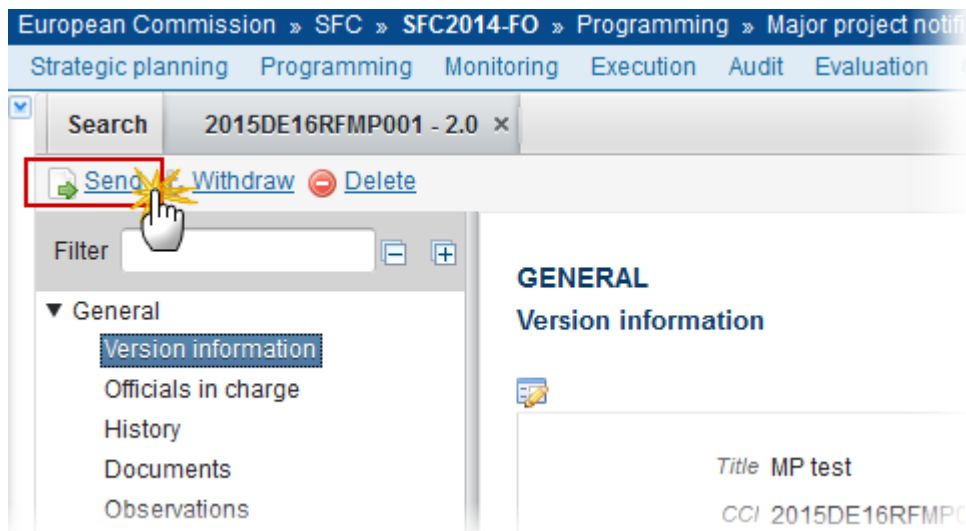 European Commission » SFC » SFC2014-FO » Programming » Major project notifi
Strategic planning Programming Monitoring Execution Audit Evaluation
Search 2015DE16RFMP001 - 2.0 ×
Send Withdraw Delete
Filter
▼ General
Version information
Officials in charge
History
Documents
Observations
GENERAL
Version information
Title MP test
CCI 2015DE16RFMP0